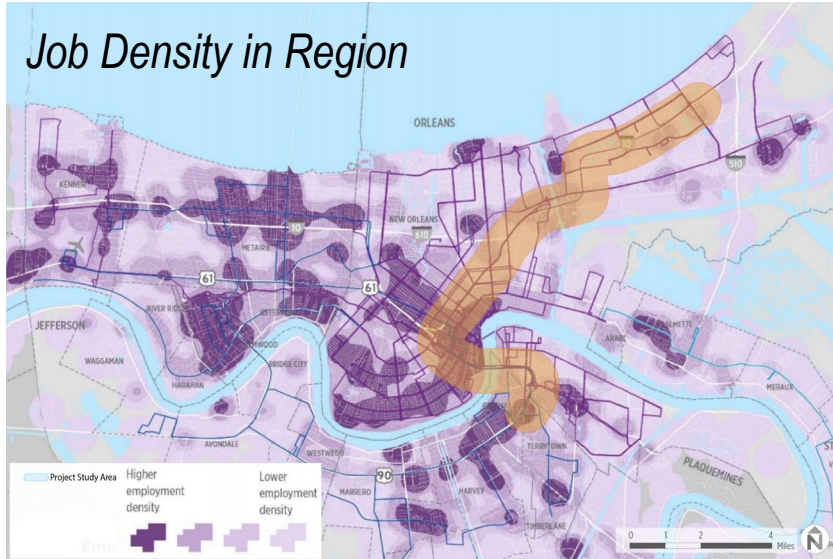 Job Density in Region
ORLEANS
10
510
KENNER
NEW ORLEANS
610
10
METAIRIE
61
61
RIVER RIDGE
JEFFERSON
ELMWOOD
BRIDGE CITY
WAGGAMAN
HARAHAN
ARABI
CHALMETTE
MERAUX
AVONDALE
TERRYTOWN
WESTWEGO
90
PLAQUEMINES
MARRERO
HARVEY
TIMBERLANE
Project Study Area
Higher
employment
density
Lower
employment
density
0 1 2 4
Miles
N